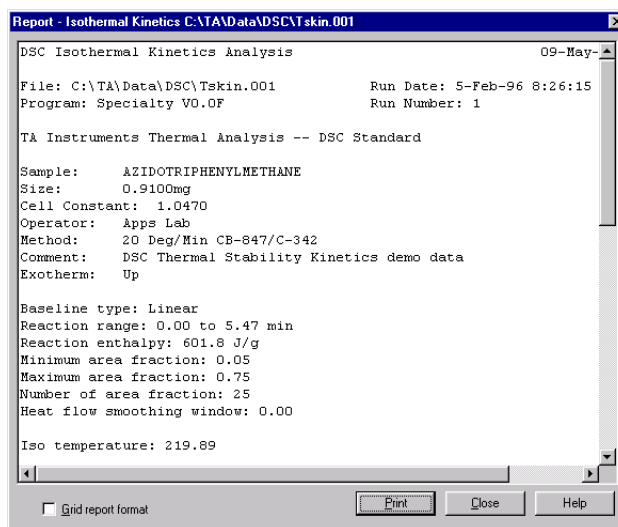 Report - Isothermal Kinetics C:\TA\Data\DSC\Tskin.001
DSC Isothermal Kinetics Analysis 09-May-
File: C:\TA\Data\DSC\Tskin.001 Run Date: 5-Feb-96 8:26:15
Program: Specialty V0.0F Run Number: 1
TA Instruments Thermal Analysis -- DSC Standard
Sample: AZIDOTRIPHENYLMETHANE
Size: 0.9100mg
Cell Constant: 1.0470
Operator: Apps Lab
Method: 20 Deg/Min CB-847/C-342
Comment: DSC Thermal Stability Kinetics demo data
Exotherm: Up
Baseline type: Linear
Reaction range: 0.00 to 5.47 min
Reaction enthalpy: 601.8 J/g
Minimum area fraction: 0.05
Maximum area fraction: 0.75
Number of area fraction: 25
Heat flow smoothing window: 0.00
Iso temperature: 219.89
Grid report format Print Close Help